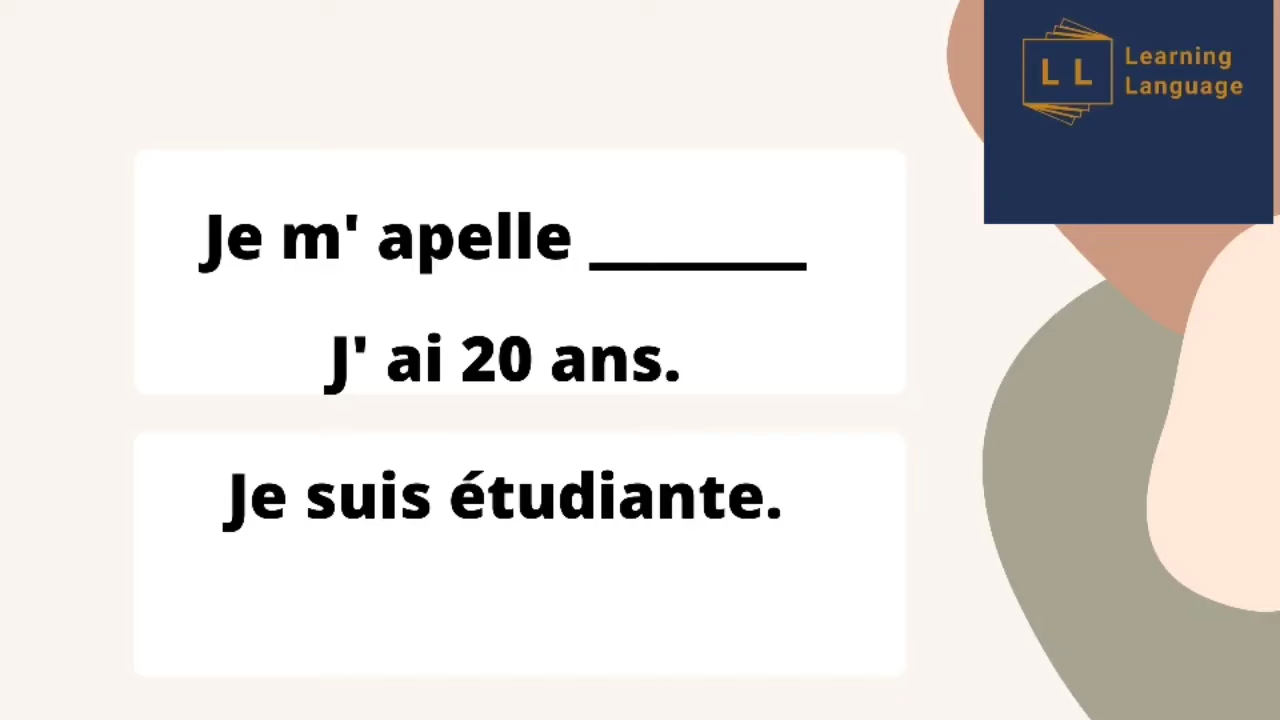 L L
Learning
Language
Je m' apelle ________
J' ai 20 ans.
Je suis étudiante.